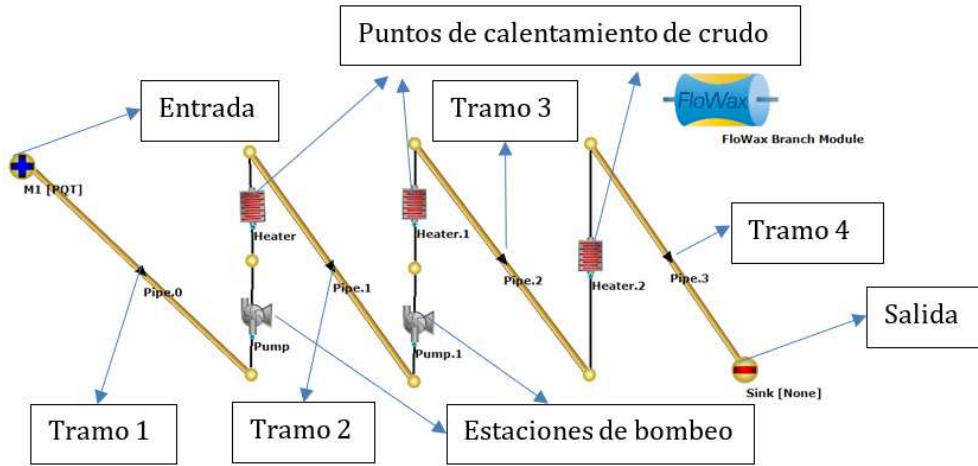 Puntos de calentamiento de crudo
Entrada
Tramo 3
FloWax
FloWax Branch Module
M1 [PQT]
Heater
Heater.1
Tramo 4
Pipe.0
Pipe.1
Pipe.2
Heater.2
Pipe.3
Pump
Pump.1
Salida
Sink [None]
Tramo 1
Tramo 2
Estaciones de bombeo